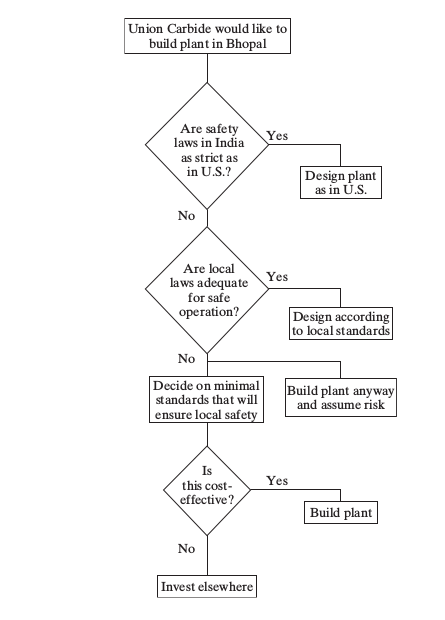 Union Carbide would like to
build plant in Bhopal
Are safety
laws in India
as strict as
in U.S.?
Yes
Design plant
as in U.S.
No
Are local
laws adequate
for safe
operation?
Yes
Design according
to local standards
No
Decide on minimal
standards that will
ensure local safety
Build plant anyway
and assume risk
Is
this cost-
effective?
Yes
Build plant
No
Invest elsewhere